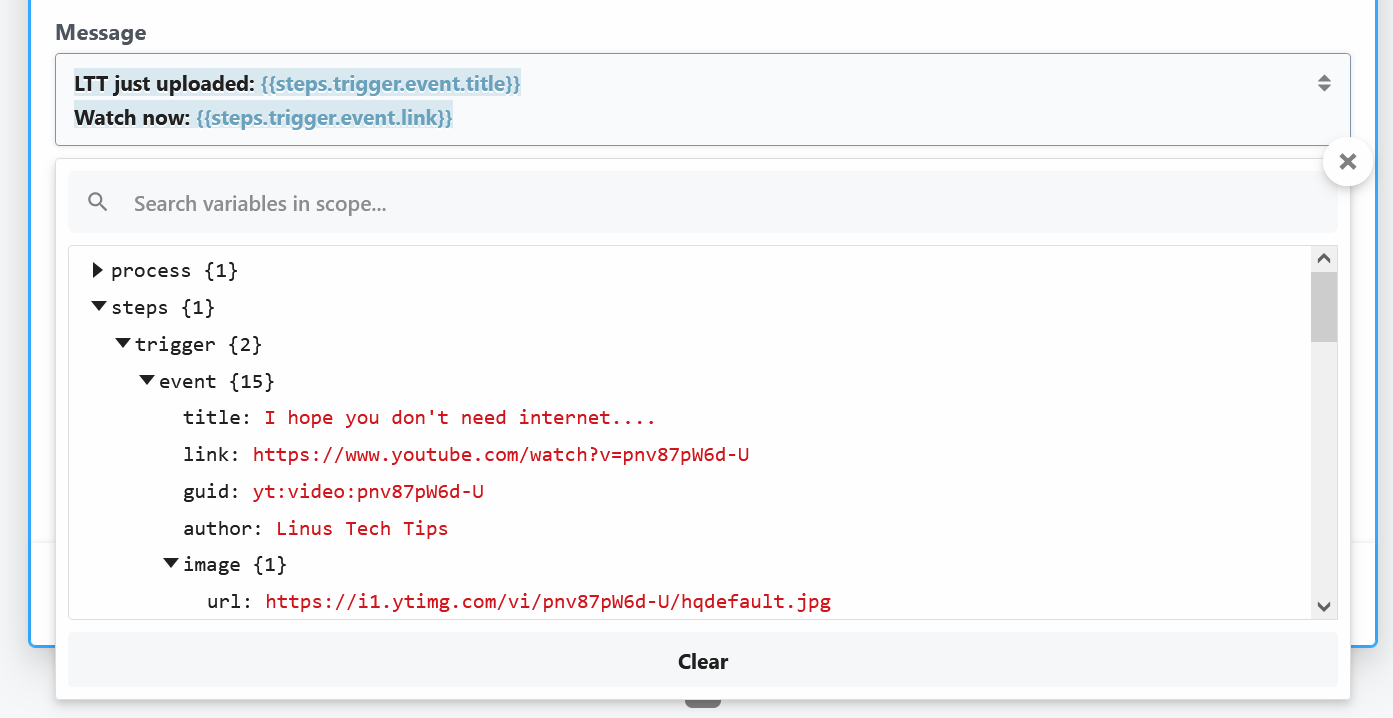 Message
LTT just uploaded: {{steps.trigger.event.title}}
Watch now: {{steps.trigger.event.link}}
Search variables in scope...
process {1}
steps {1}
trigger {2}
event {15}
title: I hope you don't need internet....
link: https://www.youtube.com/watch?v=pnv87pW6d-U
guid: yt:video:pnv87pW6d-U
author: Linus Tech Tips
image {1}
url: https://i1.ytimg.com/vi/pnv87pW6d-U/hqdefault.jpg
Clear